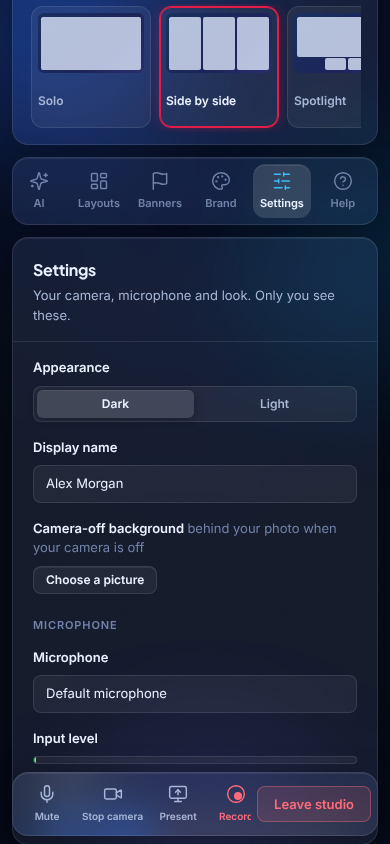 Solo
Side by side
Spotlight
AI
Layouts
Banners
Brand
Settings
Help
Settings
Your camera, microphone and look. Only you see
these.
Appearance
Dark
Light
Display name
Alex Morgan
Camera-off background behind your photo when
your camera is off
Choose a picture
MICROPHONE
Microphone
Default microphone
Input level
Mute
Stop camera
Present
Record
Leave studio